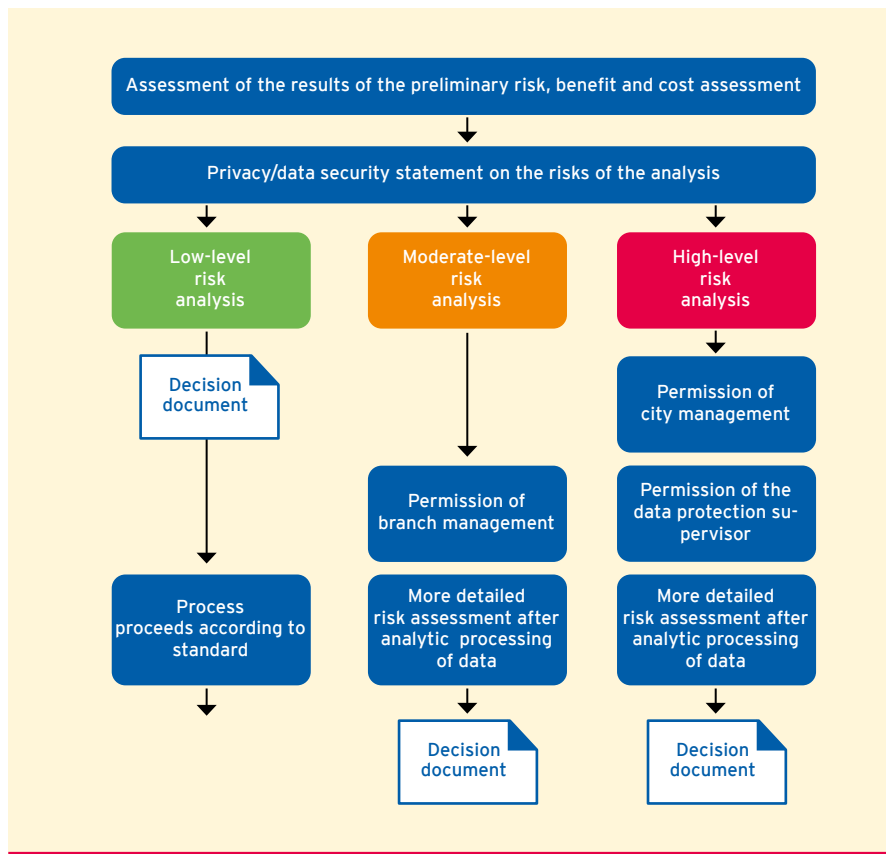 Assessment of the results of the preliminary risk, benefit and cost assessment
Privacy/data security statement on the risks of the analysis
Low-level
risk
analysis
Moderate-level
risk
analysis
High-level
risk
analysis
Decision
document
Permission of
city management
Permission of
branch management
Permission of the
data protection su-
pervisor
Process
proceeds according to
standard
More detailed
risk assessment after
analytic processing
of data
More detailed
risk assessment after
analytic processing
of data
Decision
document
Decision
document